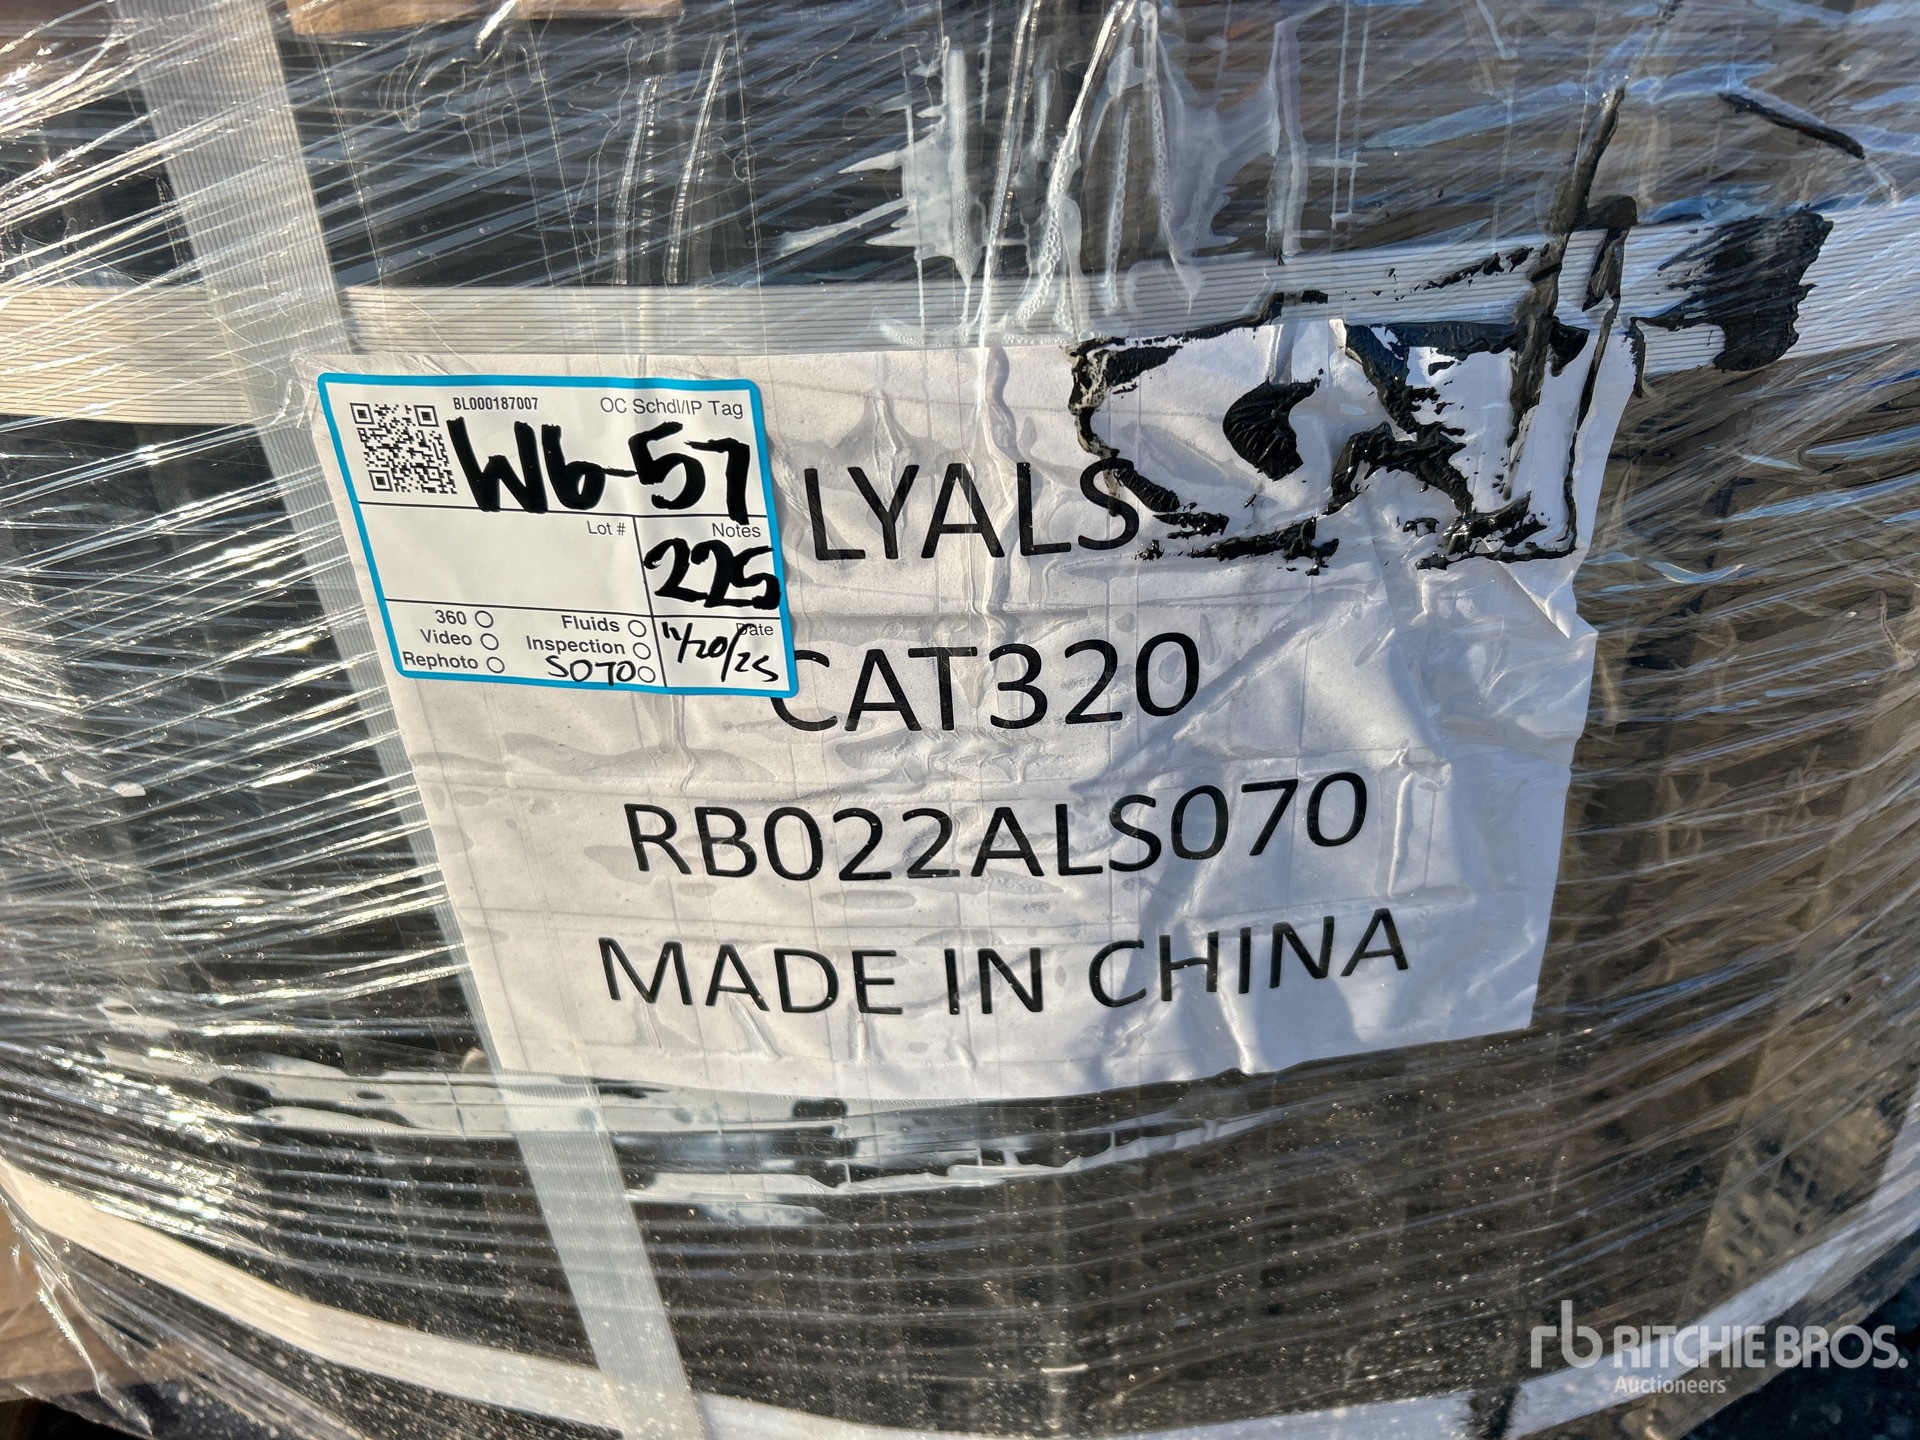 BL000187007
OC Schdl/IP Tag
W6-57
Lot #
Notes
225
360
Fluids
Date
Video
Inspection
11/20/25
Rephoto
S070
LYALS
CAT320
RB022ALS070
MADE IN CHINA
rb RITCHIE BROS.
Auctioneers